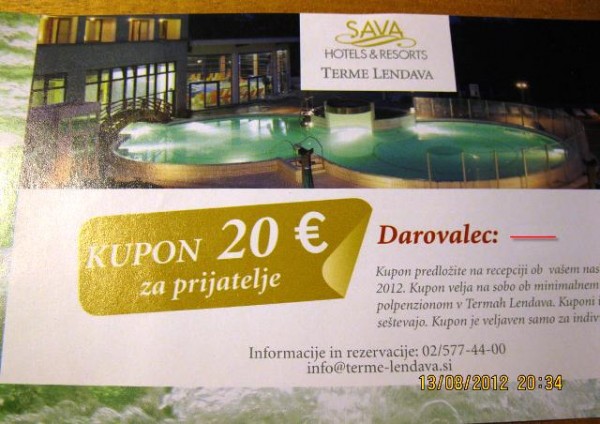 SAVA
HOTELS & RESORTS
TERME LENDAVA
KUPON 20 €
za prijatelje
Darovalec:
Kupon predložite na recepciji ob vašem nas
2012. Kupon velja na sobo ob minimalnem
polpenzionom v Termah Lendava. Kuponi
seštevajo. Kupon je veljaven samo za indiv
Informacije in rezervacije: 02/577-44-00
info@terme-lendava.si
13/08/2012 20:34